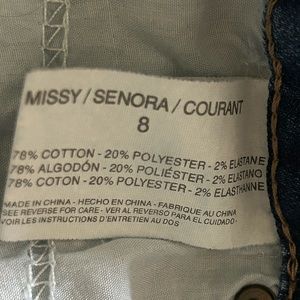 MISSY / SENORA / COURANT
8
78% COTTON - 20% POLYESTER - 2% ELASTANE
78% ALGODÓN - 20% POLIÉSTER - 2% ELASTANO
78% COTON - 20% POLYESTER - 2% ELASTHANNE
MADE IN CHINA - HECHO EN CHINA - FABRIQUE AU CHINA
SEE REVERSE FOR CARE - VER AL REVERSO PARA EL CUIDADO -
VOIR LES INSTRUCTIONS D'ENTRETIEN AU DOS